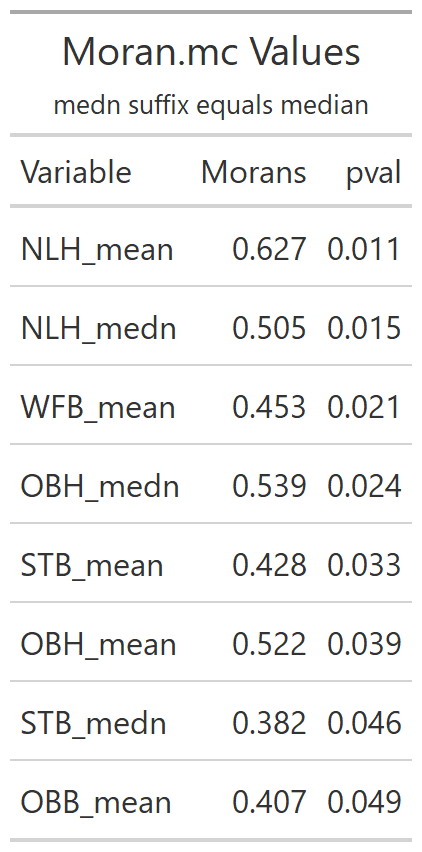 Moran.mc Values
medn suffix equals median
Variable Morans pval
NLH_mean 0.627 0.011
NLH_medn 0.505 0.015
WFB_mean 0.453 0.021
OBH_medn 0.539 0.024
STB_mean 0.428 0.033
OBH_mean 0.522 0.039
STB_medn 0.382 0.046
OBB_mean 0.407 0.049